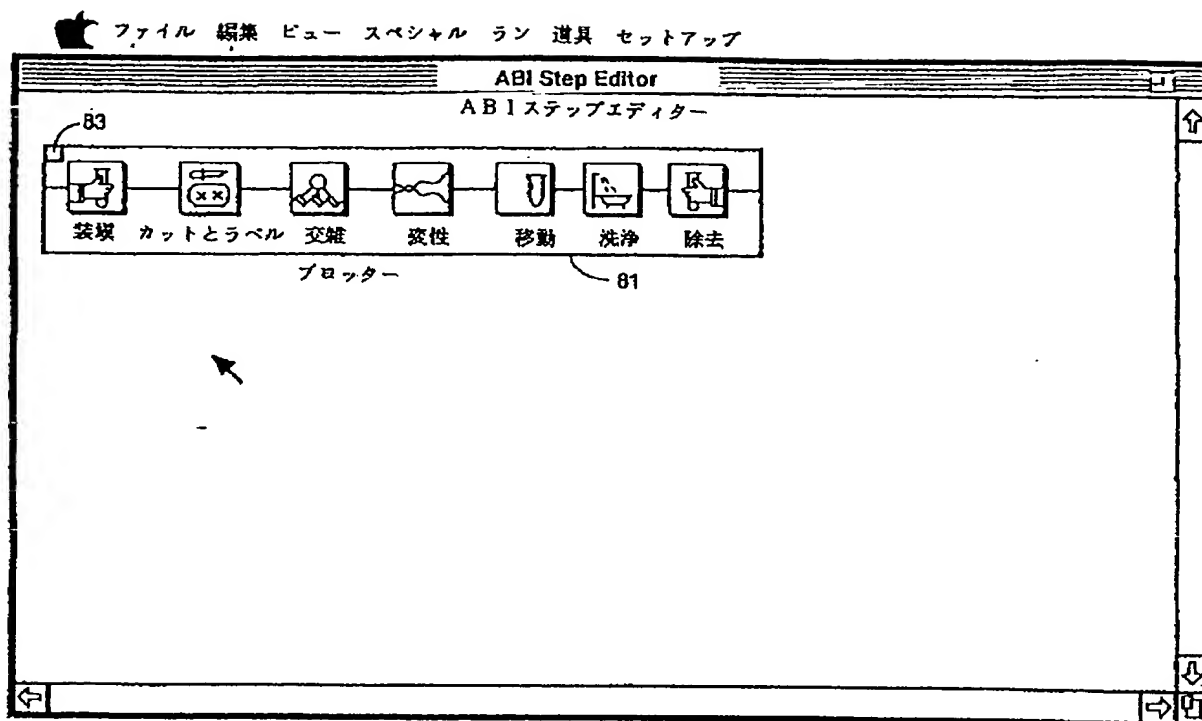 ファイル 編集 ビュー スペシャル ラン 道具 セットアップ
ABI Step Editor
ABIステップエディター
83
装填 カットとラベル 交雑 変性 移動 洗浄 除去
ブロッター
81